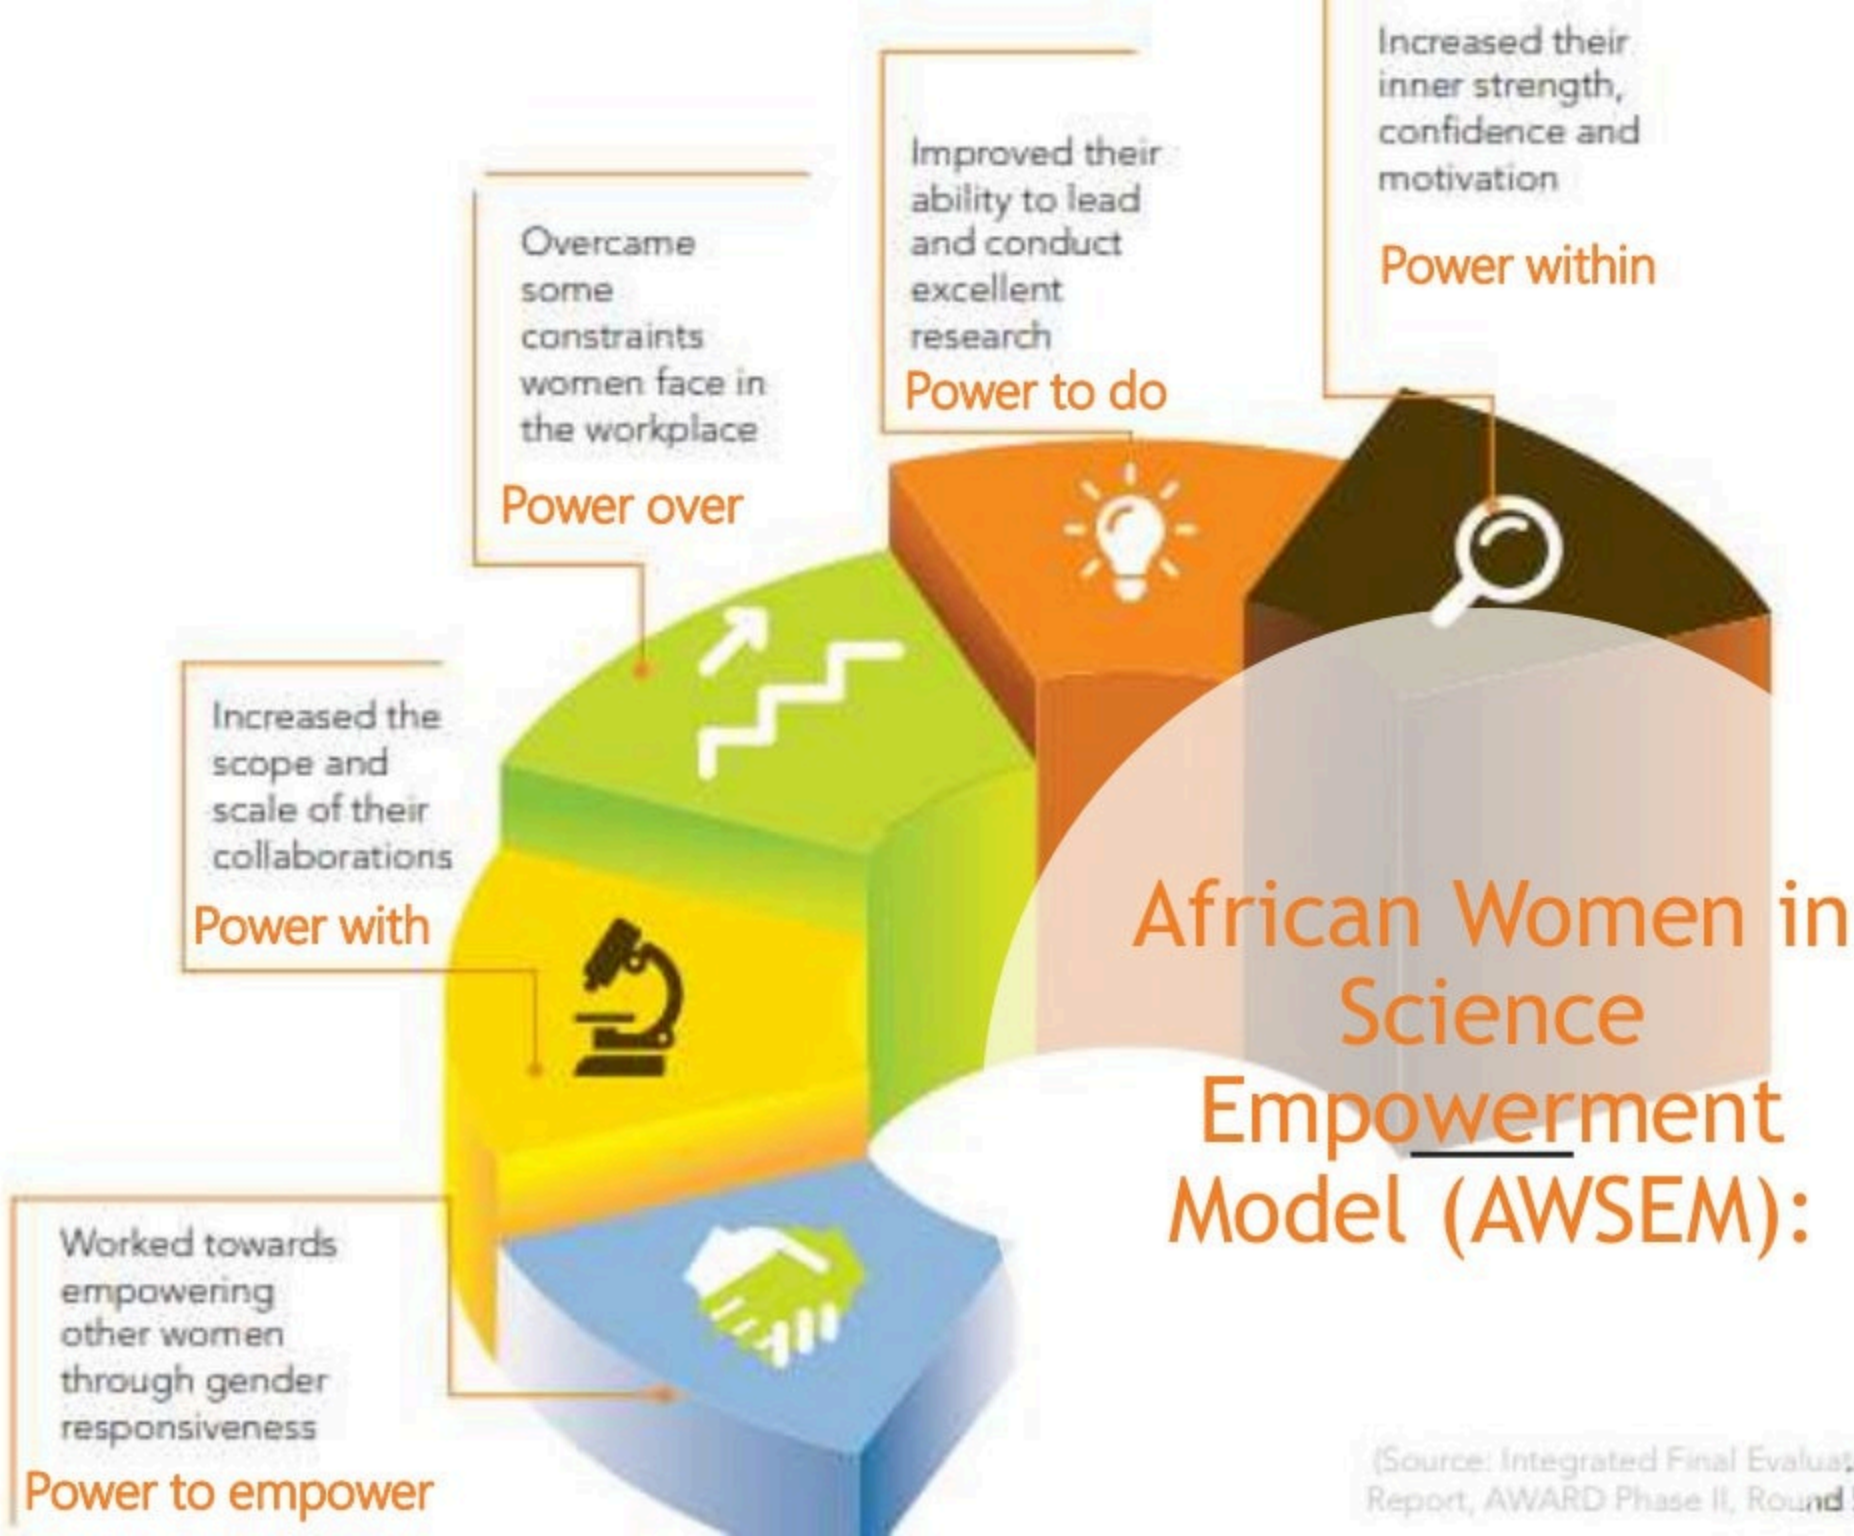 Increased their
inner strength,
confidence and
motivation
Power within
Improved their
ability to lead
and conduct
excellent
research
Power to do
Overcame
some
constraints
women face in
the workplace
Power over
Increased the
scope and
scale of their
collaborations
Power with
Worked towards
empowering
other women
through gender
responsiveness
Power to empower
African Women in
Science
Empowerment
Model (AWSEM):
(Source: Integrated Final
Report, AWARD Phase II, Round